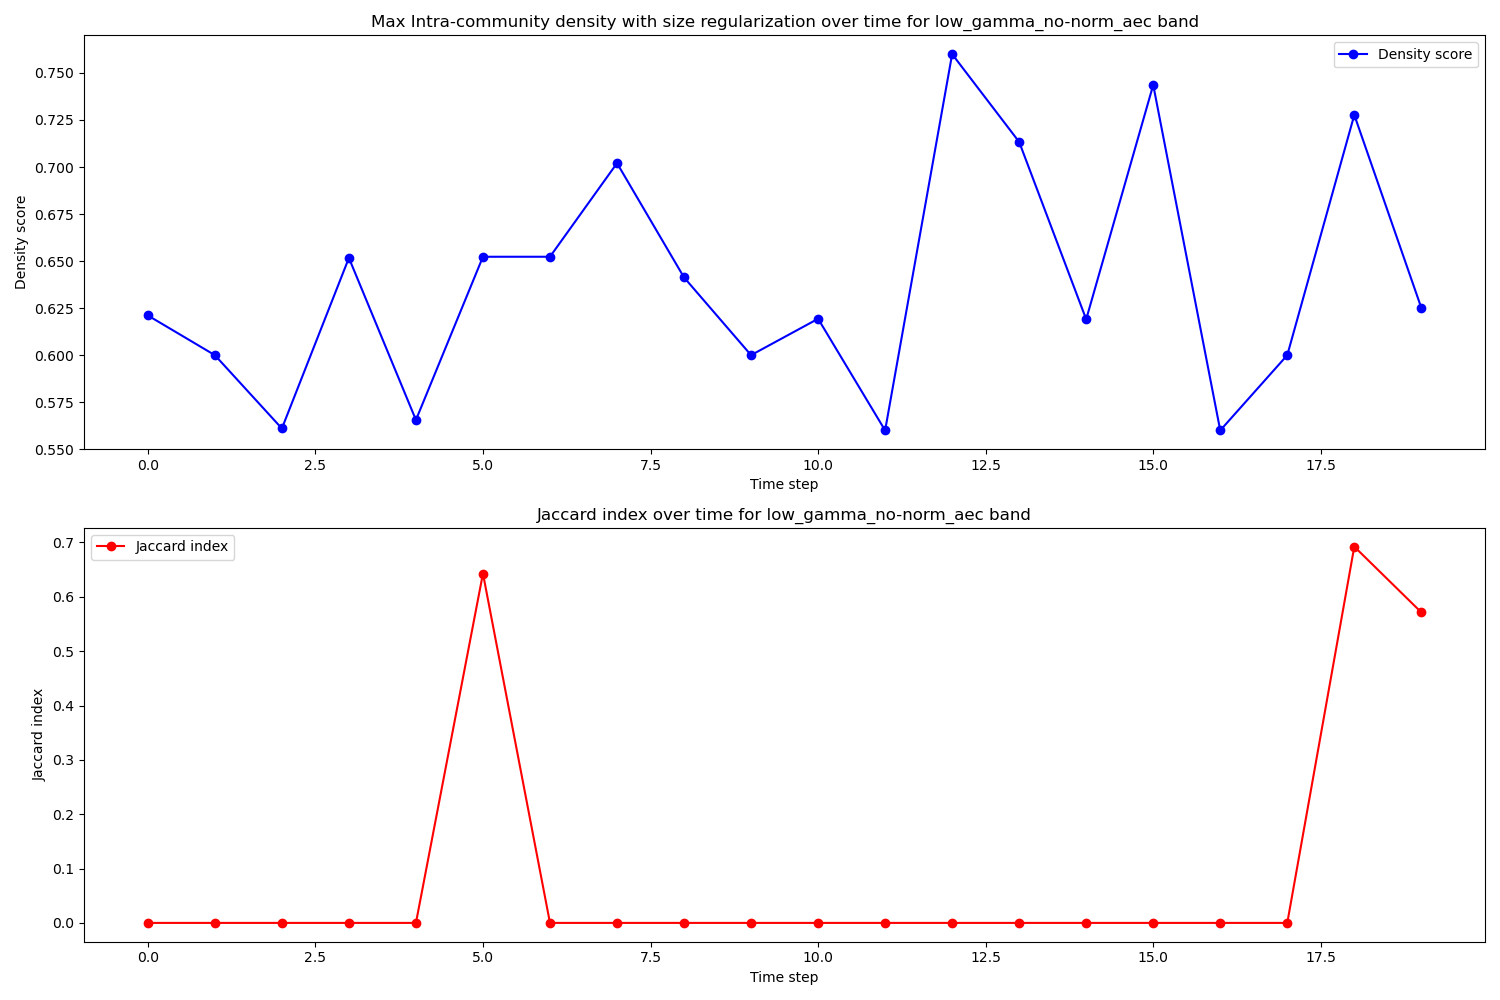 Max Intra-community density with size regularization over time for low_gamma_no-norm_aec band
Density score
0.750
0.725
0.700
0.675
0.650
0.625
0.600
0.575
0.550
Density score
0.0 2.5 5.0 7.5 10.0 12.5 15.0 17.5
Time step
Jaccard index over time for low_gamma_no-norm_aec band
Jaccard index
0.7
0.6
0.5
0.4
0.3
0.2
0.1
0.0
Jaccard index
0.0 2.5 5.0 7.5 10.0 12.5 15.0 17.5
Time step